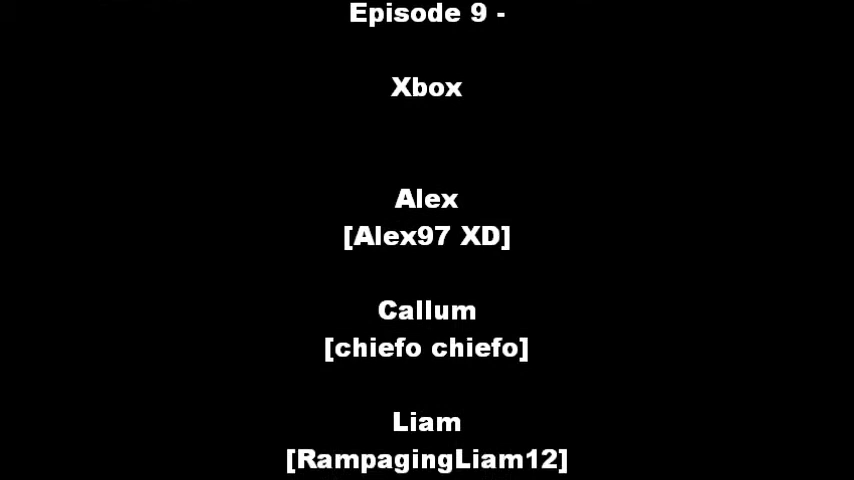 Episode 9 -
Xbox
Alex
[Alex97 XD]
Callum
[chiefo chiefo]
Liam
[RampagingLiam12]